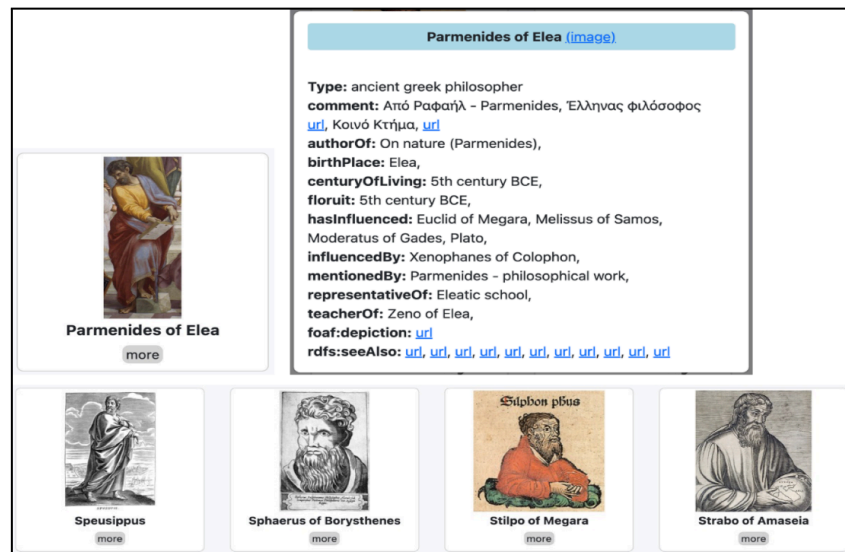 Parmenides of Elea (image)
Type: ancient greek philosopher
comment: Από Ραφαήλ – Parmenides, Έλληνας φιλόσοφος
url, Κοινό Κτήμα, url
authorOf: On nature (Parmenides),
birthPlace: Elea,
centuryOfLiving: 5th century BCE,
floruit: 5th century BCE,
hasInfluenced: Euclid of Megara, Melissus of Samos,
Moderatus of Gades, Plato,
influencedBy: Xenophanes of Colophon,
mentionedBy: Parmenides – philosophical work,
representativeOf: Eleatic school,
teacherOf: Zeno of Elea,
foaf:depiction: url
rdfs:seeAlso: url, url, url, url, url, url, url, url, url, url, url
Parmenides of Elea
more
Silphon phus
Speusippus
more
Sphaerus of Borysthenes
more
Stilpo of Megara
more
Strabo of Amaseia
more